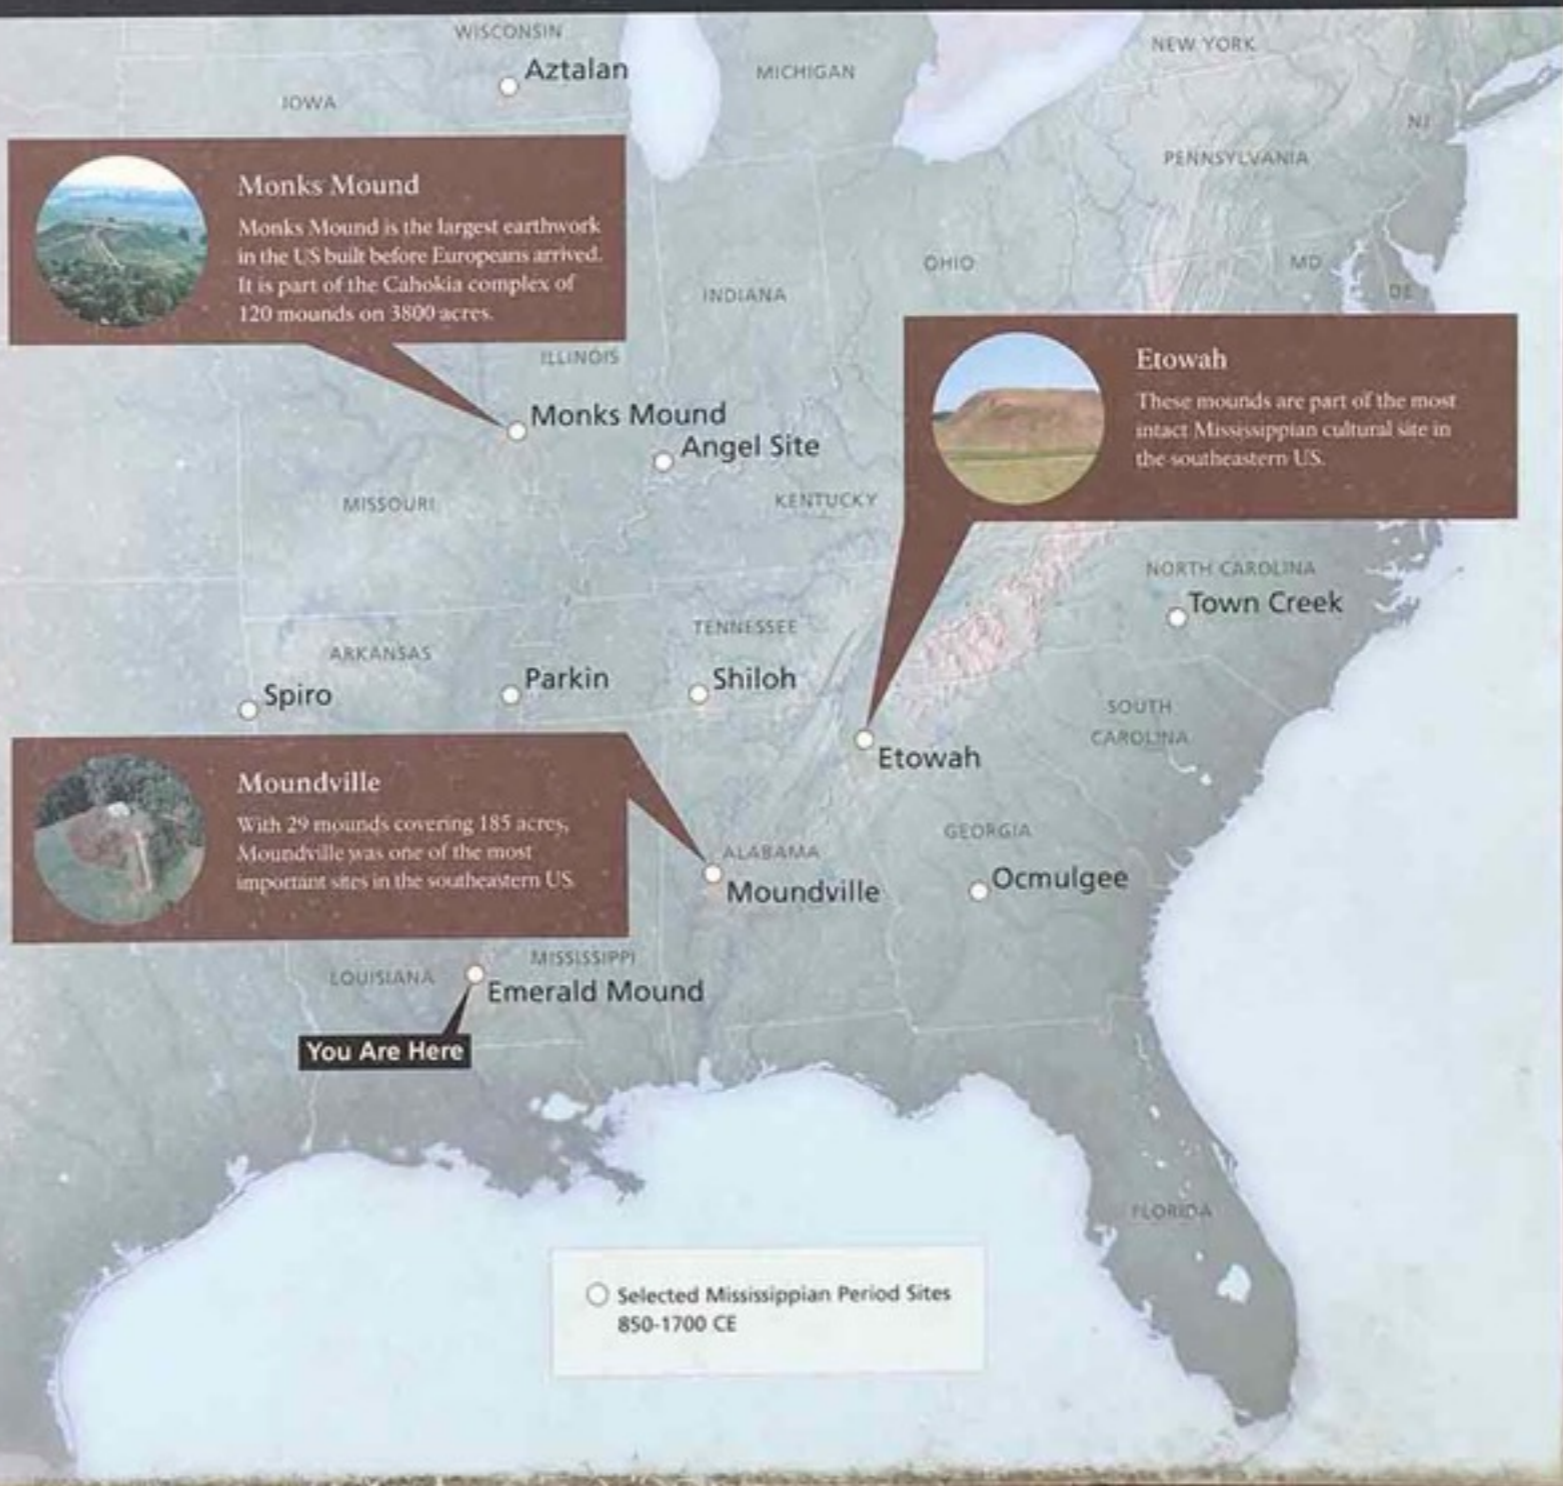 WISCONSIN
Aztalan
IOWA
MICHIGAN
NEW YORK
NJ
PENNSYLVANIA
Monks Mound
Monks Mound is the largest earthwork
in the US built before Europeans arrived.
It is part of the Cahokia complex of
120 mounds on 3800 acres.
OHIO
MD
DE
INDIANA
ILLINOIS
Etowah
These mounds are part of the most
intact Mississippian cultural site in
the southeastern US.
Monks Mound
Angel Site
MISSOURI
KENTUCKY
NORTH CAROLINA
Town Creek
TENNESSEE
ARKANSAS
Spiro
Parkin
Shiloh
SOUTH
CAROLINA
Etowah
Moundville
With 29 mounds covering 185 acres,
Moundville was one of the most
important sites in the southeastern US.
ALABAMA
Moundville
GEORGIA
Ocmulgee
LOUISIANA
MISSISSIPPI
Emerald Mound
You Are Here
FLORIDA
Selected Mississippian Period Sites
850-1700 CE